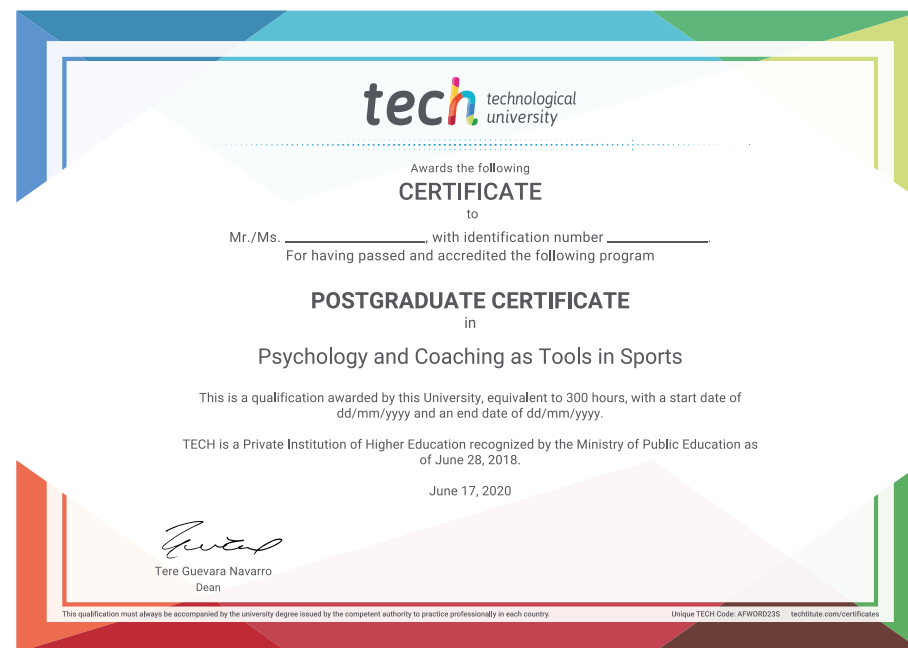 tech technological
university
Awards the following
CERTIFICATE
to
Mr./Ms. ____________________, with identification number ______________.
For having passed and accredited the following program
POSTGRADUATE CERTIFICATE
in
Psychology and Coaching as Tools in Sports
This is a qualification awarded by this University, equivalent to 300 hours, with a start date of
dd/mm/yyyy and an end date of dd/mm/yyyy.
TECH is a Private Institution of Higher Education recognized by the Ministry of Public Education as
of June 28, 2018.
June 17, 2020
Tere Guevara Navarro
Dean
This qualification must always be accompanied by the university degree issued by the competent authority to practice professionally in each country.
Unique TECH Code: AFWORD23S techtitute.com/certificates